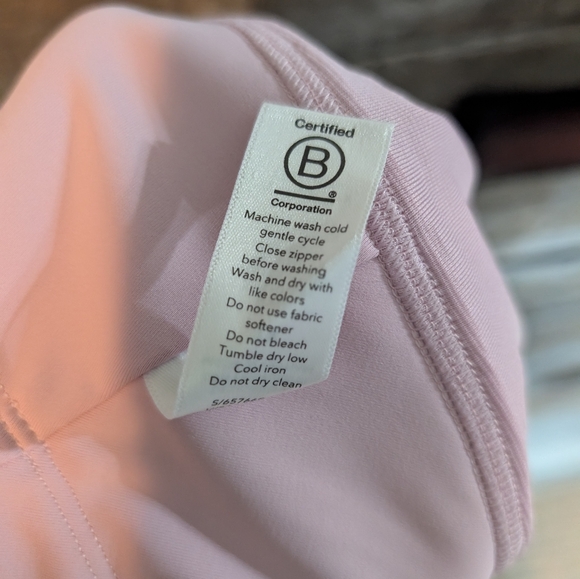 Certified
B
®
Corporation
Machine wash cold
gentle cycle
Close zipper
before washing
Wash and dry with
like colors
Do not use fabric
softener
Do not bleach
Tumble dry low
Cool iron
Do not dry clean